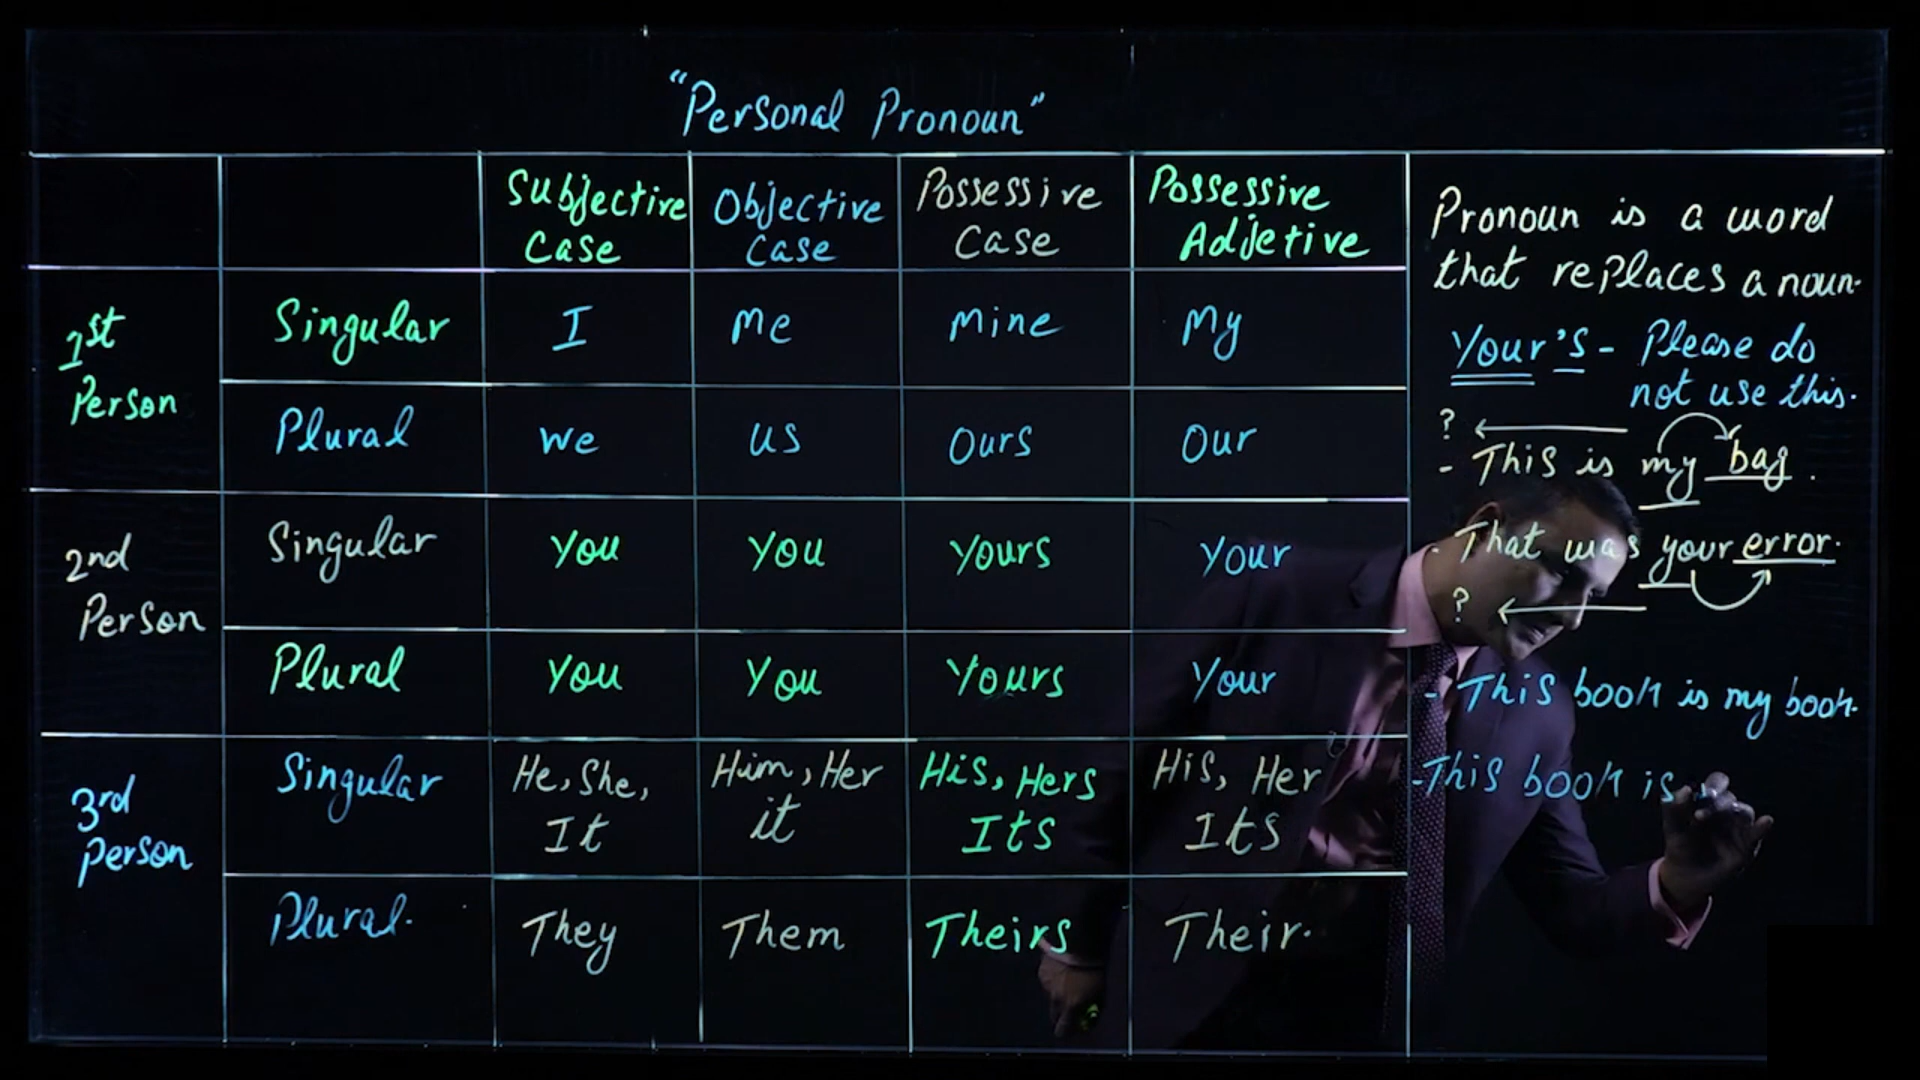 "Personal Pronoun"
Subjective Case
Objective Case
Possessive Case
Possessive Adjetive
1st Person
Singular
I
Me
Mine
My
Plural
We
Us
Ours
Our
2nd Person
Singular
You
You
Yours
Your
Plural
You
You
Yours
Your
3rd Person
Singular
He, She, It
Him, Her it
His, Hers Its
His, Her Its
Plural.
They
Them
Theirs
Their.
Pronoun is a word
that replaces a noun.
Your's - Please do
not use this.
?
- This is my bag.
- That was your error.
?
- This book is my book.
- This book is